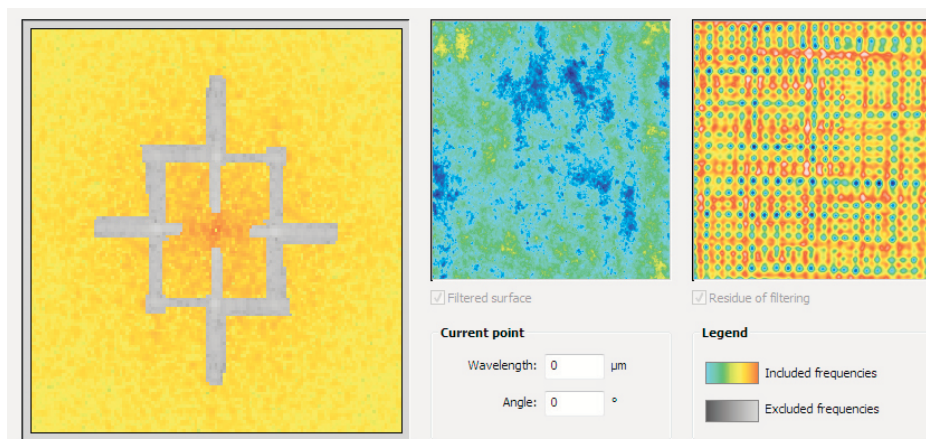 Filtered surface
Residue of filtering
Current point
Wavelength: 0 µm
Angle: 0 °
Legend
Included frequencies
Excluded frequencies